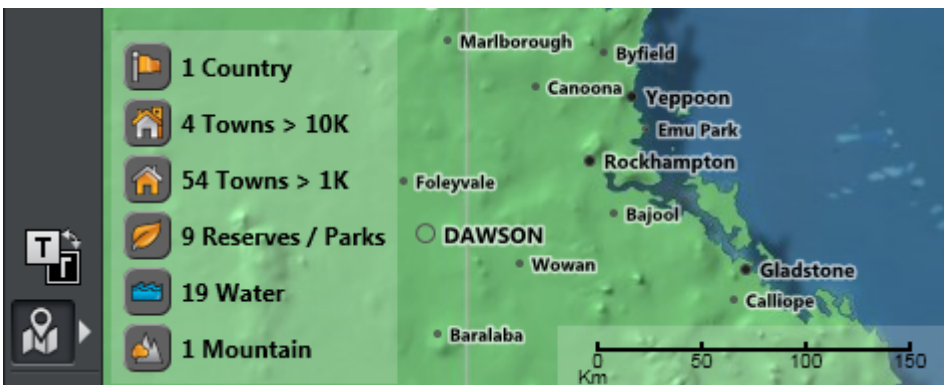 1 Country
4 Towns > 10K
54 Towns > 1K
9 Reserves / Parks
19 Water
1 Mountain
T
r
Marlborough
Byfield
Canoona
Yeppoon
Emu Park
Rockhampton
Foleyvale
Bajool
DAWSON
Wowan
Gladstone
Calliope
Baralaba
0 50 100 150
Km